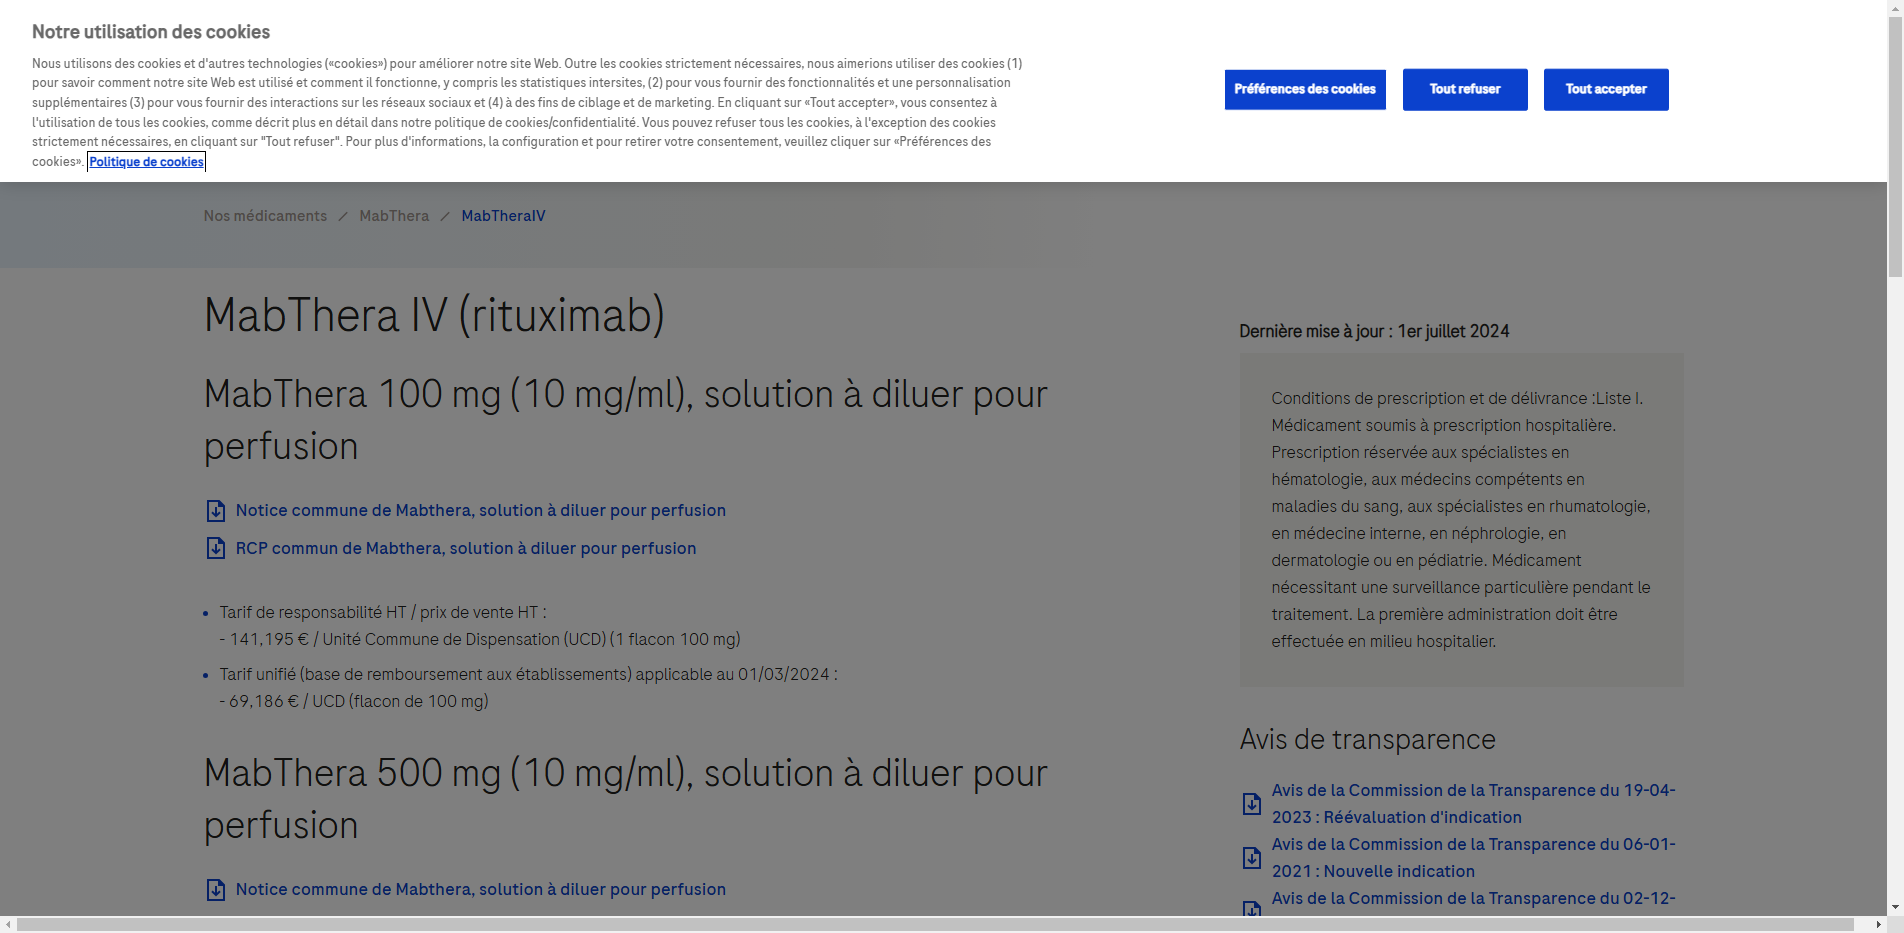 Notre utilisation des cookies
Nous utilisons des cookies et d'autres technologies («cookies») pour améliorer notre site Web. Outre les cookies strictement nécessaires, nous aimerions utiliser des cookies (1)
pour savoir comment notre site Web est utilisé et comment il fonctionne, y compris les statistiques intersites, (2) pour vous fournir des fonctionnalités et une personnalisation
supplémentaires (3) pour vous fournir des interactions sur les réseaux sociaux et (4) à des fins de ciblage et de marketing. En cliquant sur «Tout accepter», vous consentez à
l'utilisation de tous les cookies, comme décrit plus en détail dans notre politique de cookies/confidentialité. Vous pouvez refuser tous les cookies, à l'exception des cookies
strictement nécessaires, en cliquant sur "Tout refuser". Pour plus d'informations, la configuration et pour retirer votre consentement, veuillez cliquer sur «Préférences des
cookies». Politique de cookies
Préférences des cookies
Tout refuser
Tout accepter
Nos médicaments / MabThera / MabTheraIV
MabThera IV (rituximab)
MabThera 100 mg (10 mg/ml), solution à diluer pour
perfusion
Notice commune de Mabthera, solution à diluer pour perfusion
RCP commun de Mabthera, solution à diluer pour perfusion
• Tarif de responsabilité HT / prix de vente HT :
- 141,195 € / Unité Commune de Dispensation (UCD) (1 flacon 100 mg)
• Tarif unifié (base de remboursement aux établissements) applicable au 01/03/2024 :
- 69,186 € / UCD (flacon de 100 mg)
MabThera 500 mg (10 mg/ml), solution à diluer pour
perfusion
Notice commune de Mabthera, solution à diluer pour perfusion
Dernière mise à jour : 1er juillet 2024
Conditions de prescription et de délivrance :Liste I.
Médicament soumis à prescription hospitalière.
Prescription réservée aux spécialistes en
hématologie, aux médecins compétents en
maladies du sang, aux spécialistes en rhumatologie,
en médecine interne, en néphrologie, en
dermatologie ou en pédiatrie. Médicament
nécessitant une surveillance particulière pendant le
traitement. La première administration doit être
effectuée en milieu hospitalier.
Avis de transparence
Avis de la Commission de la Transparence du 19-04-
2023 : Réévaluation d'indication
Avis de la Commission de la Transparence du 06-01-
2021 : Nouvelle indication
Avis de la Commission de la Transparence du 02-12-